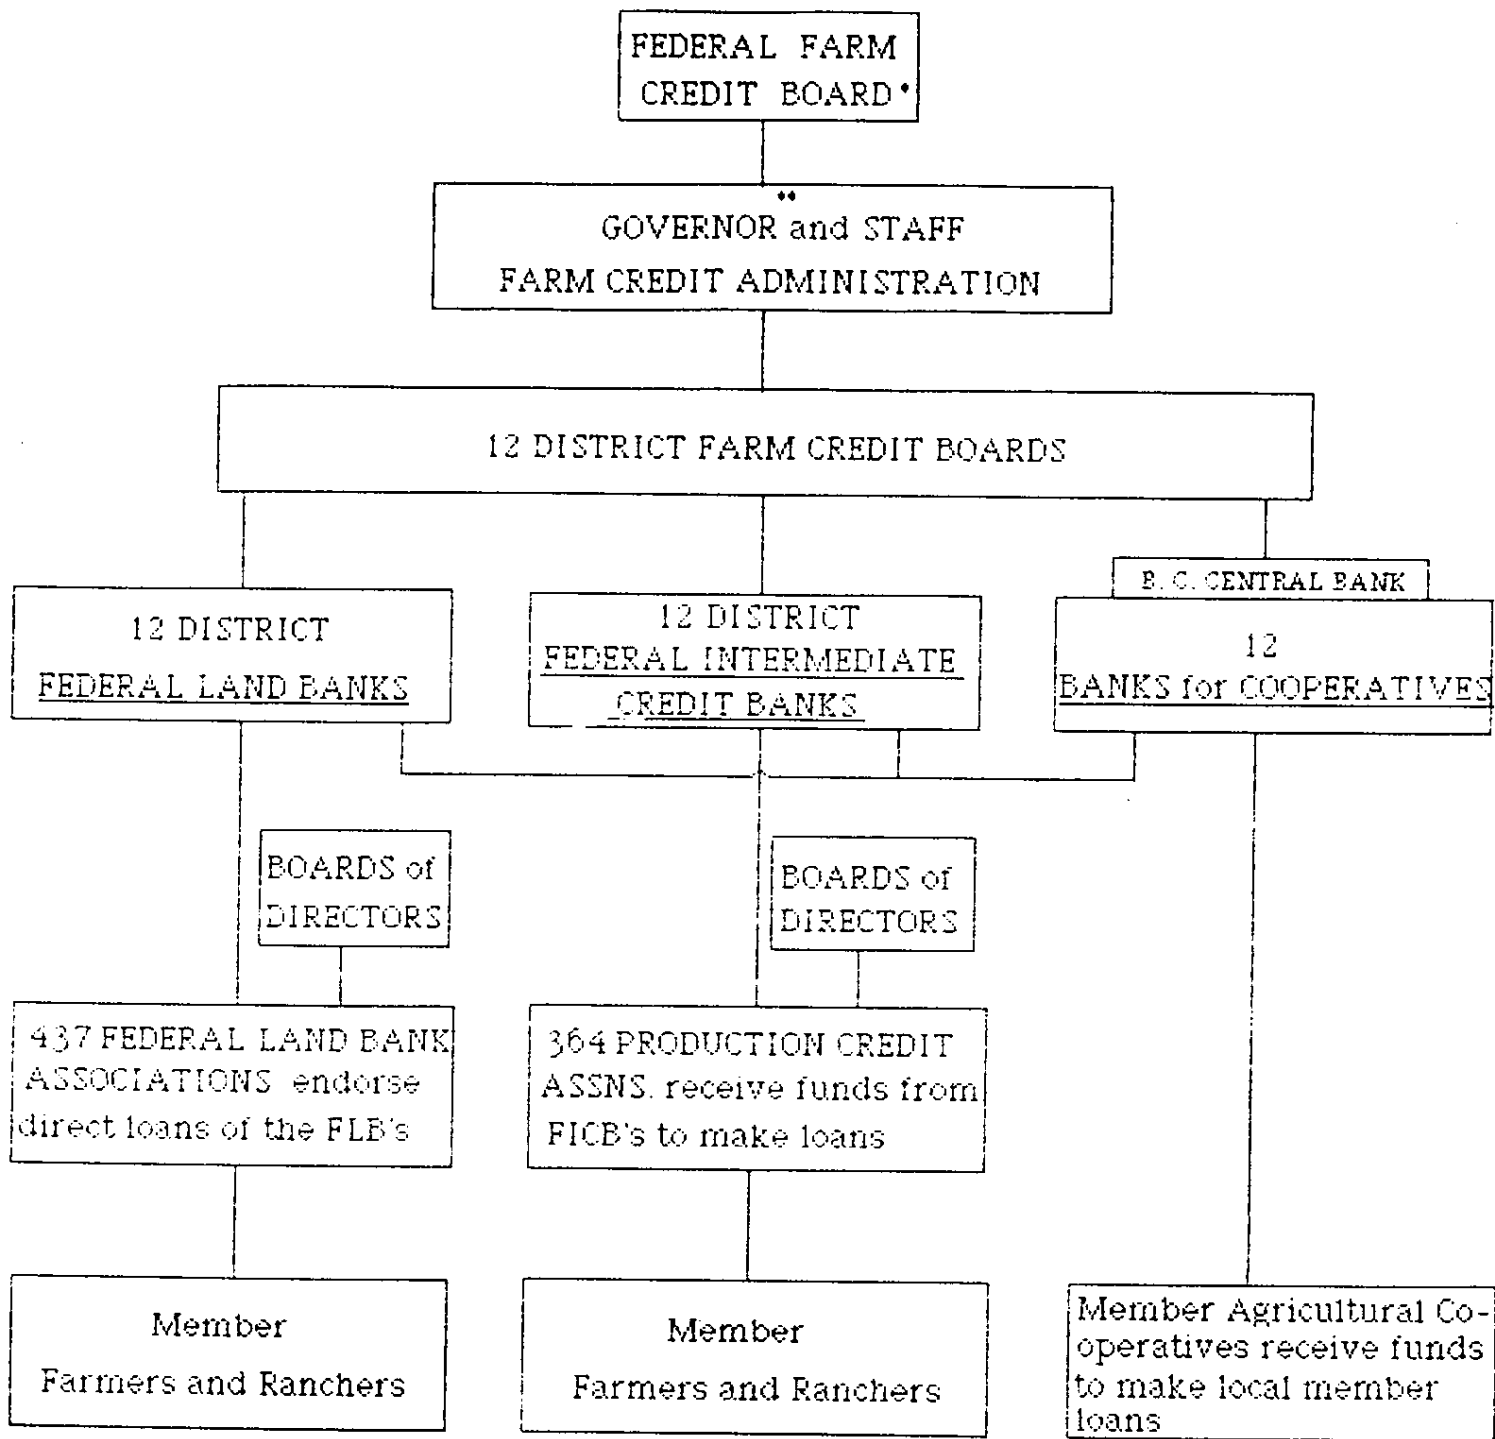 FEDERAL FARM
CREDIT BOARD*
**
GOVERNOR and STAFF
FARM CREDIT ADMINISTRATION
12 DISTRICT FARM CREDIT BOARDS
12 DISTRICT
FEDERAL LAND BANKS
12 DISTRICT
FEDERAL INTERMEDIATE
CREDIT BANKS
B. C. CENTRAL BANK
12
BANKS for COOPERATIVES
BOARDS of
DIRECTORS
BOARDS of
DIRECTORS
437 FEDERAL LAND BANK
ASSOCIATIONS endorse
direct loans of the FLB's
364 PRODUCTION CREDIT
ASSNS. receive funds from
FICB's to make loans
Member
Farmers and Ranchers
Member
Farmers and Ranchers
Member Agricultural Co-
operatives receive funds
to make local member
loans